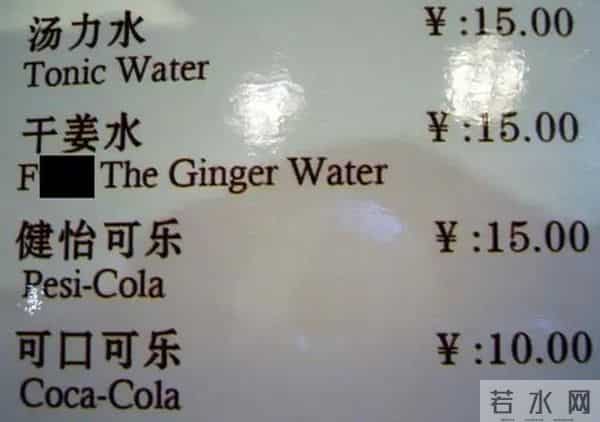 汤力水 ¥:15.00
Tonic Water
干姜水 ¥:15.00
F The Ginger Water
健怡可乐 ¥:15.00
Pesi-Cola
可口可乐 ¥:10.00
Coca-Cola
若水网